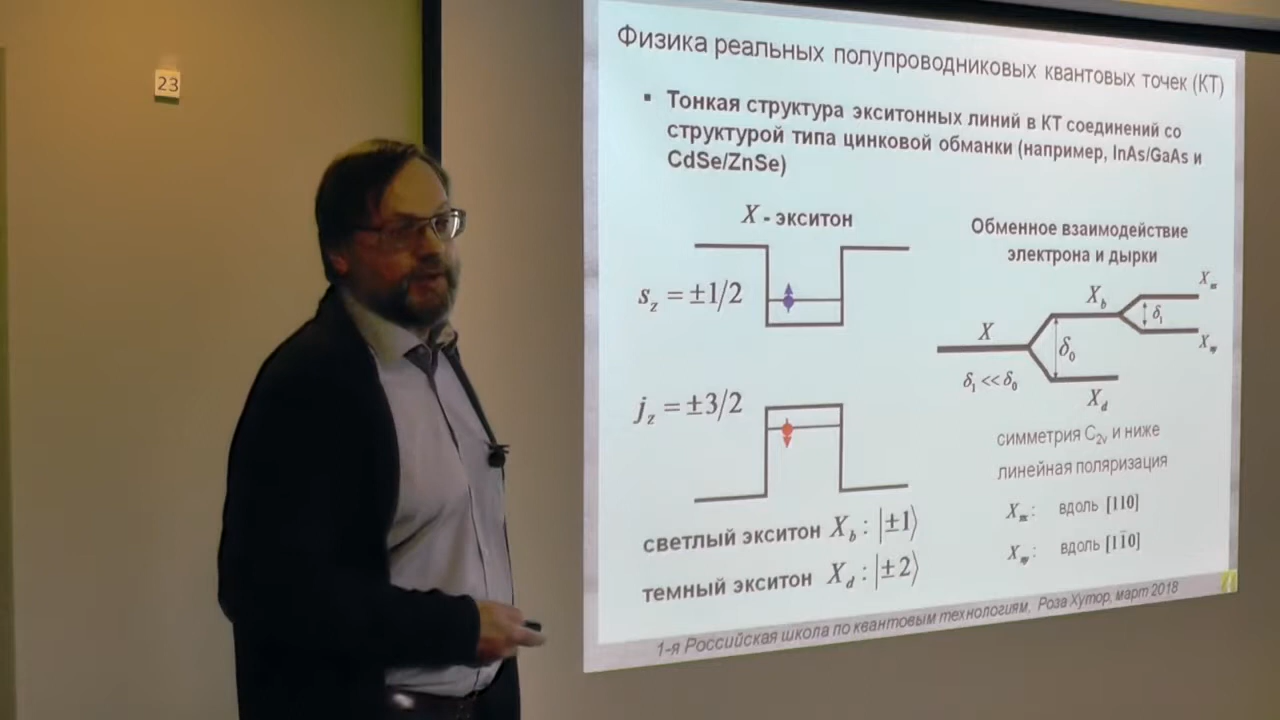 23
Физика реальных полупроводниковых квантовых точек (КТ)
▪ Тонкая структура экситонных линий в КТ соединений со
структурой типа цинковой обманки (например, InAs/GaAs и
CdSe/ZnSe)
X - экситон
s_z = ±1/2
j_z = ±3/2
светлый экситон X_b : |±1⟩
темный экситон X_d : |±2⟩
Обменное взаимодействие
электрона и дырки
X
X_b
X_d
δ_0
δ_1
δ_1 << δ_0
X
X
симметрия C_2v и ниже
линейная поляризация
X : вдоль [110]
X : вдоль [11̄0]
1-я Российская школа по квантовым технологиям, Роза Хутор, март 2018